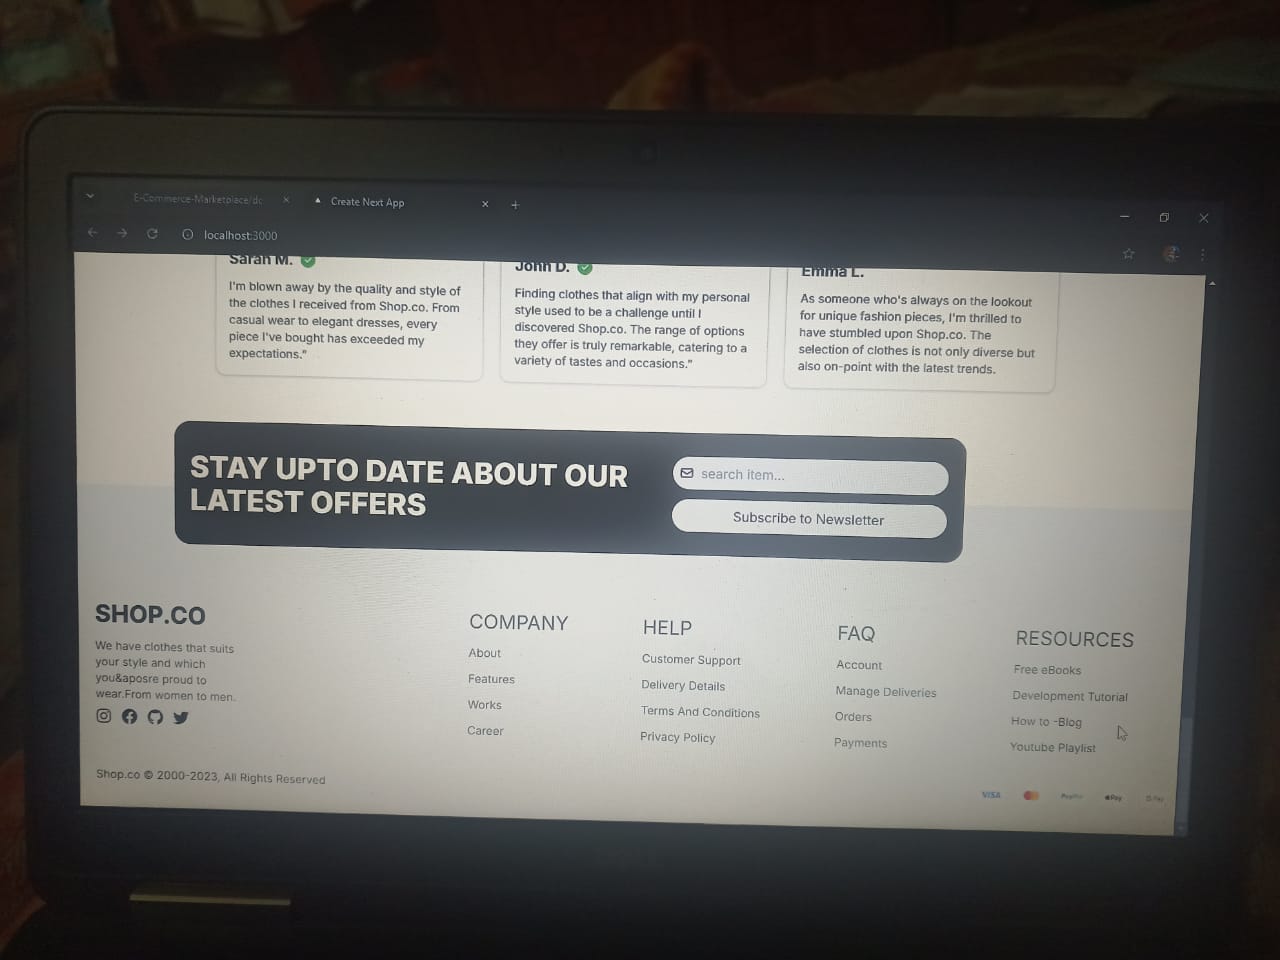 E-Commerce-Marketplace/dc
Create Next App
localhost:3000
Sarah M.
I'm blown away by the quality and style of
the clothes I received from Shop.co. From
casual wear to elegant dresses, every
piece I've bought has exceeded my
expectations."
John D.
Finding clothes that align with my personal
style used to be a challenge until I
discovered Shop.co. The range of options
they offer is truly remarkable, catering to a
variety of tastes and occasions."
Emma L.
As someone who's always on the lookout
for unique fashion pieces, I'm thrilled to
have stumbled upon Shop.co. The
selection of clothes is not only diverse but
also on-point with the latest trends.
STAY UPTO DATE ABOUT OUR
LATEST OFFERS
search item...
Subscribe to Newsletter
SHOP.CO
We have clothes that suits
your style and which
you&aposre proud to
wear.From women to men.
COMPANY
About
Features
Works
Career
HELP
Customer Support
Delivery Details
Terms And Conditions
Privacy Policy
FAQ
Account
Manage Deliveries
Orders
Payments
RESOURCES
Free eBooks
Development Tutorial
How to -Blog
Youtube Playlist
Shop.co © 2000-2023, All Rights Reserved
VISA
PayPal
Pay
G Pay